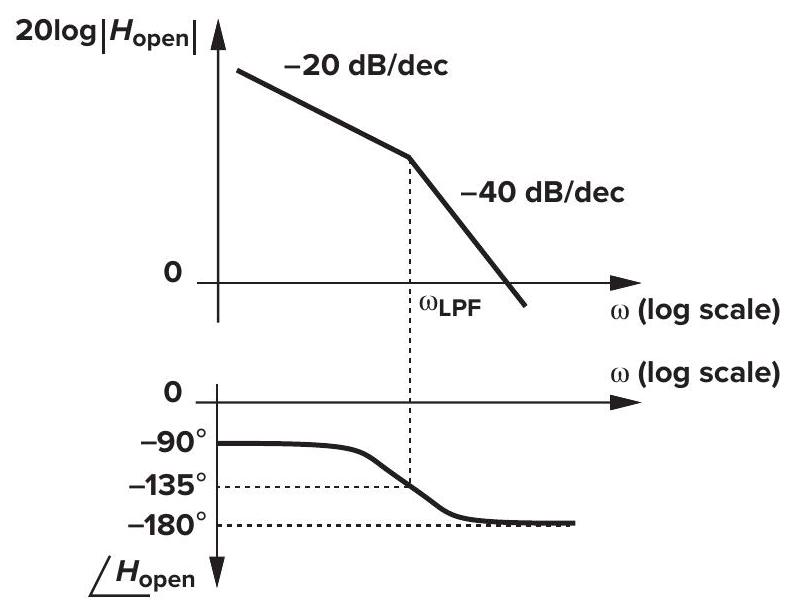 20log|Hopen|
–20 dB/dec
–40 dB/dec
0
ωLPF
ω (log scale)
ω (log scale)
0
–90°
–135°
–180°
Hopen